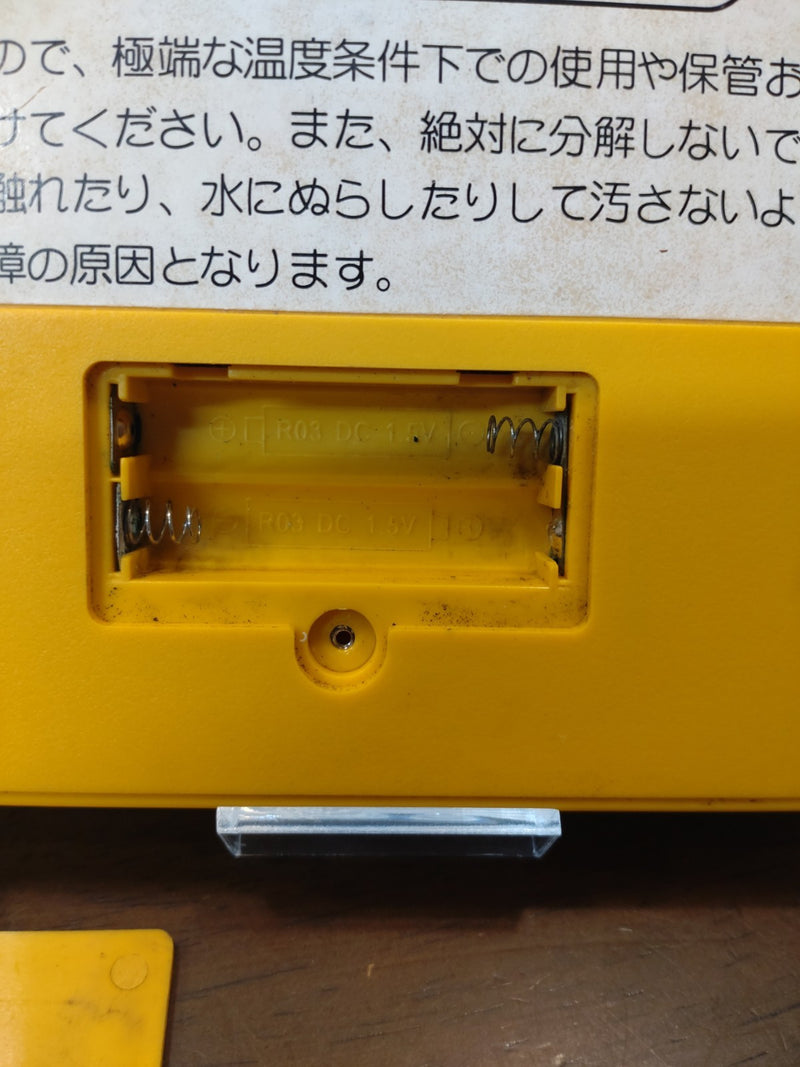 ので、極端な温度条件下での使用や保管お
けてください。また、絶対に分解しないで
触れたり、水にぬらしたりして汚さないよ
障の原因となります。
R03 DC 1.5V
R03 DC 1.5V